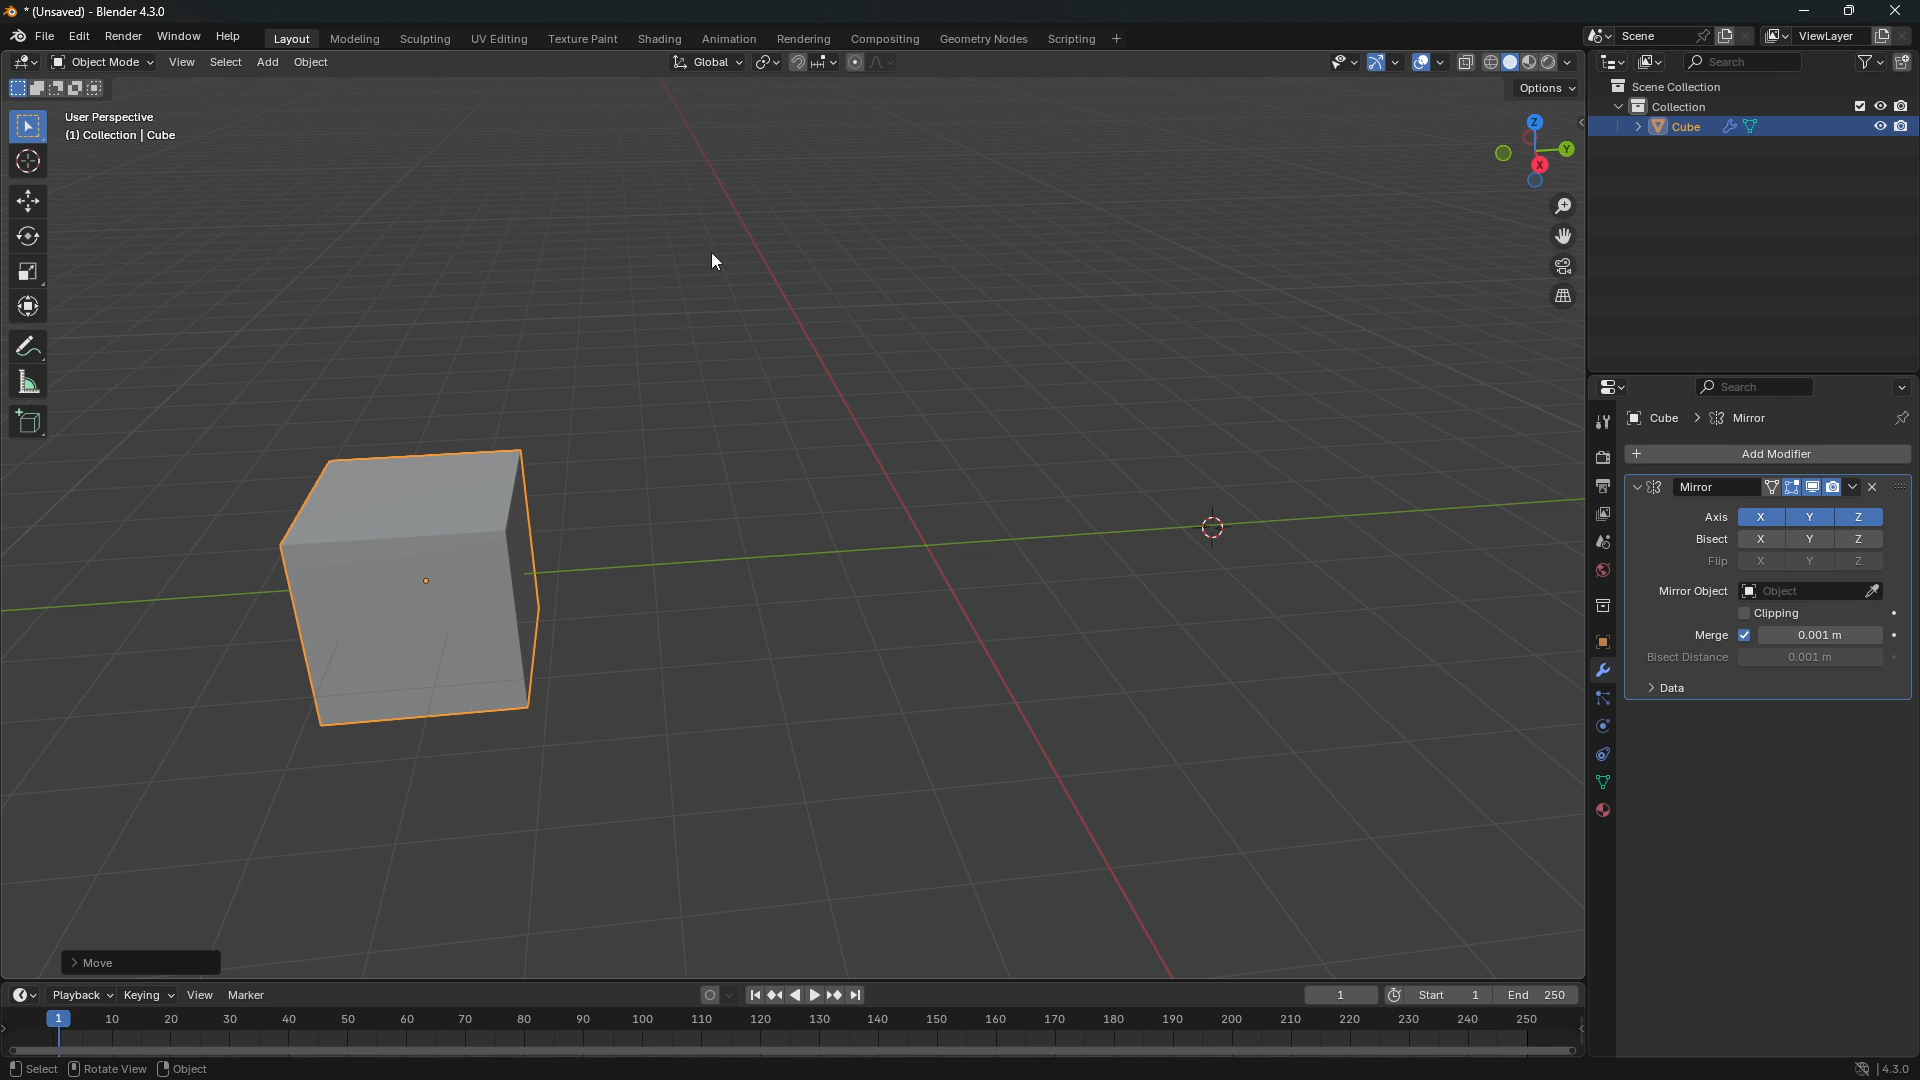 * (Unsaved) - Blender 4.3.0
File Edit Render Window Help Layout Modeling Sculpting UV Editing Texture Paint Shading Animation Rendering Compositing Geometry Nodes Scripting + Scene ViewLayer
Object Mode View Select Add Object Global Search
Options
User Perspective
(1) Collection | Cube
Z
Y
X
Scene Collection
Collection
Cube
Search
Cube > Mirror
+ Add Modifier
Mirror
Axis X Y Z
Bisect X Y Z
Flip X Y Z
Mirror Object Object
Clipping
Merge 0.001 m
Bisect Distance 0.001 m
> Data
> Move
Playback Keying View Marker 1 Start 1 End 250
1 10 20 30 40 50 60 70 80 90 100 110 120 130 140 150 160 170 180 190 200 210 220 230 240 250
Select Rotate View Object 4.3.0